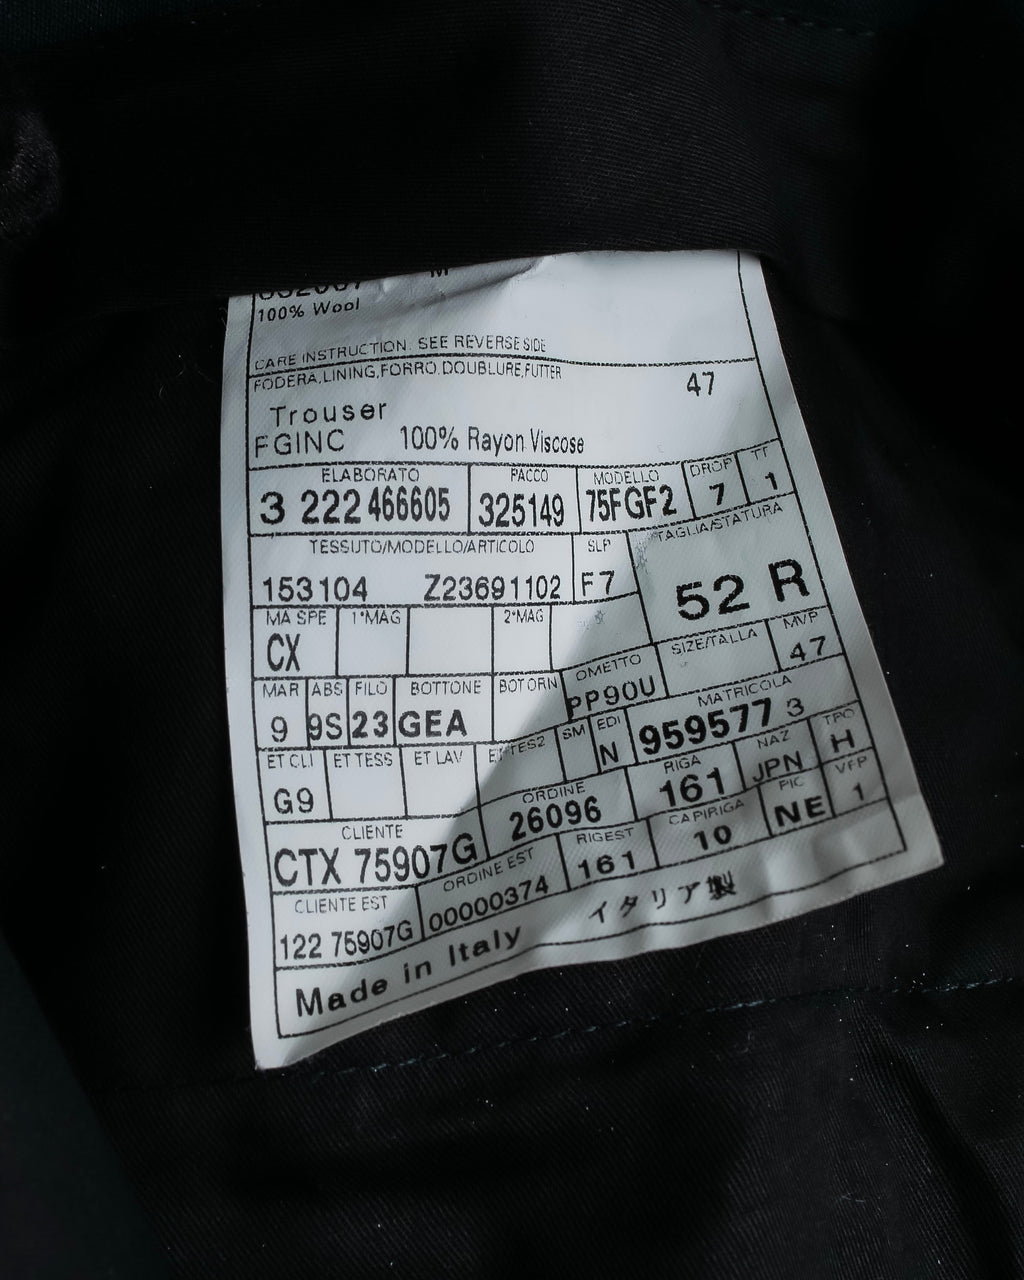 M
100% Wool
CARE INSTRUCTION. SEE REVERSE SIDE
FODERA,LINING,FORRO,DOUBLURE,FUTTER
47
Trouser
FGINC 100% Rayon Viscose
ELABORATO PACCO MODELLO DROP TT
3 222 466605 325149 75FGF2 7 1
TESSUTO/MODELLO/ARTICOLO SLP TAGLIA/STATURA
153104 Z23691102 F7 52 R
MA SPE 1°MAG 2°MAG SIZE/TALLA MVP
CX 47
MAR ABS FILO BOTTONE BOTORN OMETTO MATRICOLA
9 9S 23 GEA PP90U 959577 3
ET CLI ET TESS ET LAV SM EDI RIGA NAZ TPO
G9 N 161 JPN H
CLIENTE ORDINE CAPIRIGA PIC VFP
CTX 75907G 26096 10 NE 1
CLIENTE EST ORDINE EST RIGEST
122 75907G 00000374 161
Made in Italy イタリア製